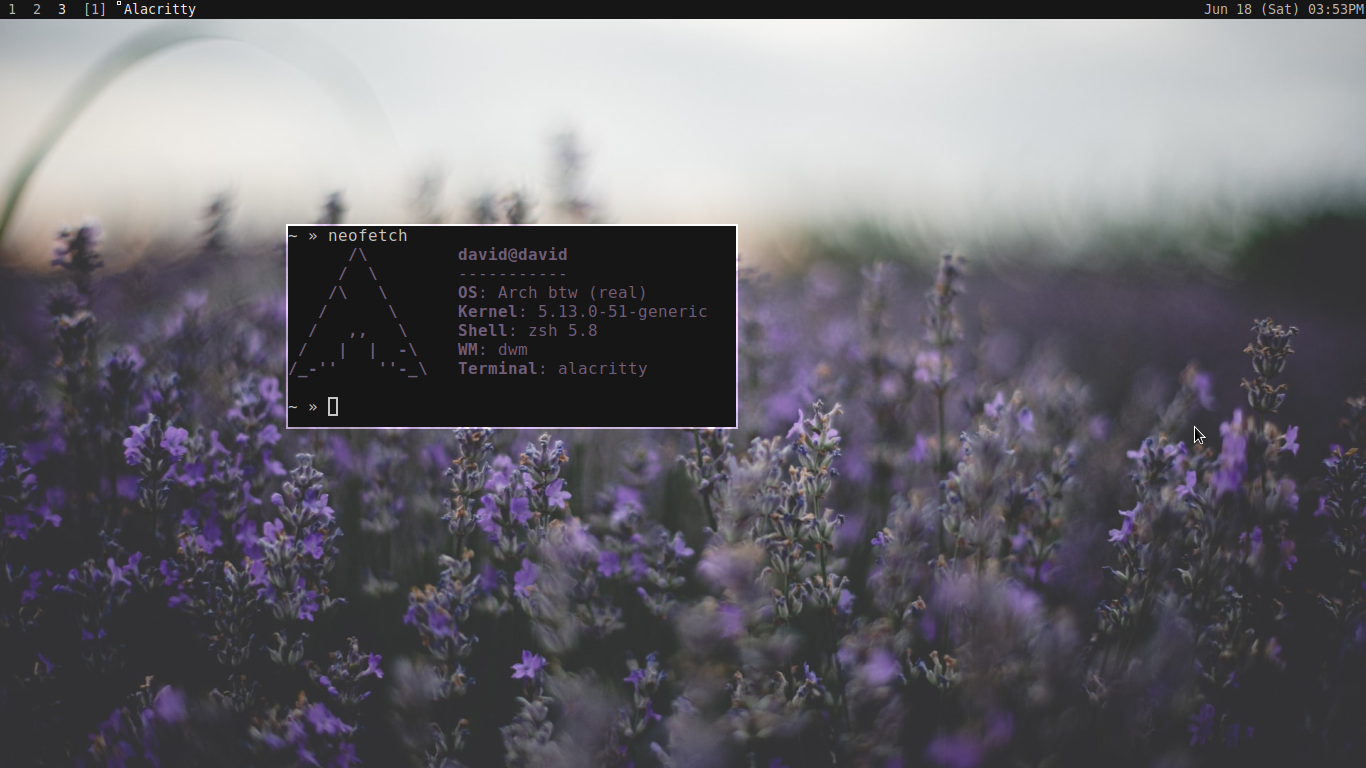 1 2 3 [1] Alacritty Jun 18 (Sat) 03:53PM
~ » neofetch
david@david
-----------
OS: Arch btw (real)
Kernel: 5.13.0-51-generic
Shell: zsh 5.8
WM: dwm
Terminal: alacritty
~ »